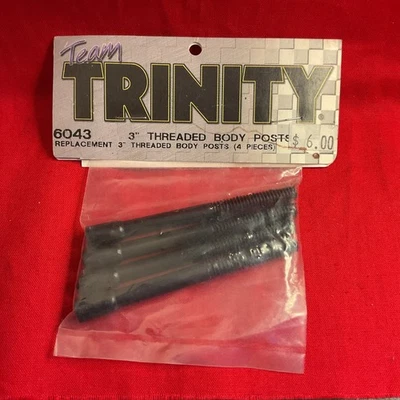 Team
TRINITY
6043 3" THREADED BODY POSTS $ 6.00
REPLACEMENT 3" THREADED BODY POSTS (4 PIECES)